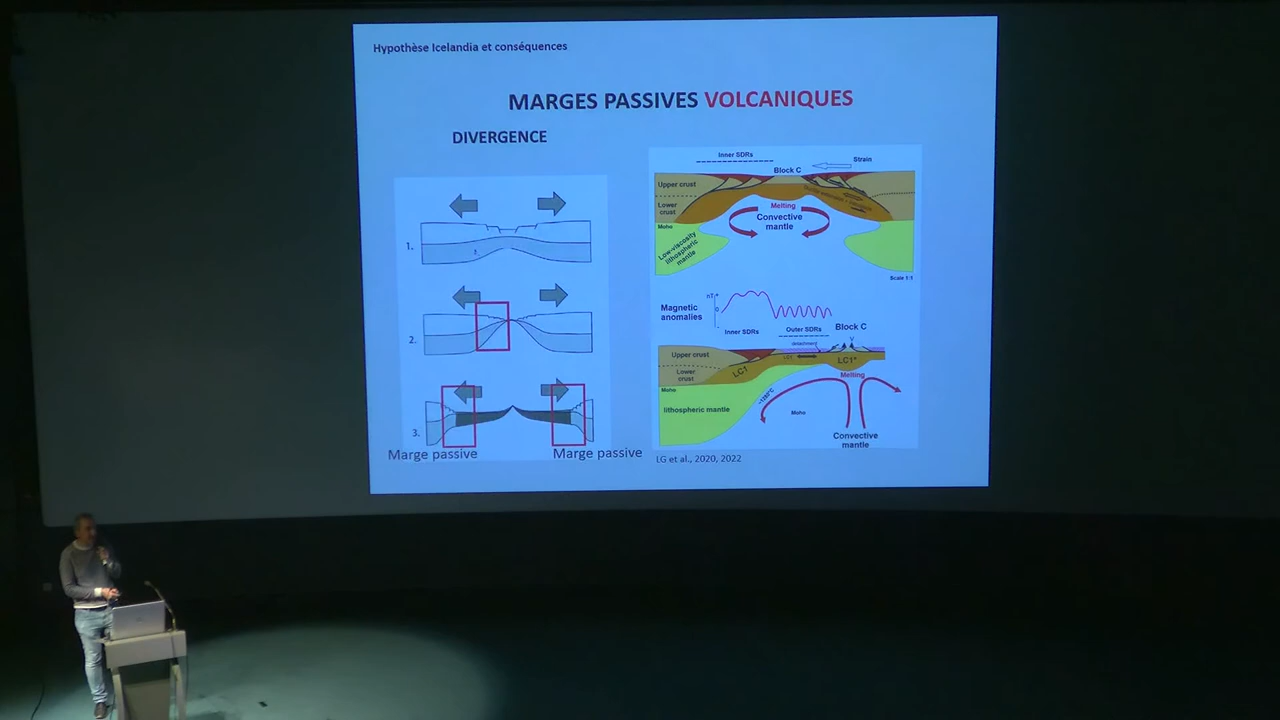 Hypothèse Icelandia et conséquences
MARGES PASSIVES VOLCANIQUES
DIVERGENCE
1.
?
2.
3.
Marge passive
Marge passive
Inner SDRs
Strain
Block C
Upper crust
Lower crust
Moho
Melting
Convective mantle
Low-viscosity lithospheric mantle
Scale 1:1
Magnetic anomalies
nT
0
Inner SDRs
Outer SDRs
Block C
detachment
Upper crust
Lower crust
LC1
LC1
LC1*
Moho
Melting
lithospheric mantle
Moho
Convective mantle
LG et al., 2020, 2022